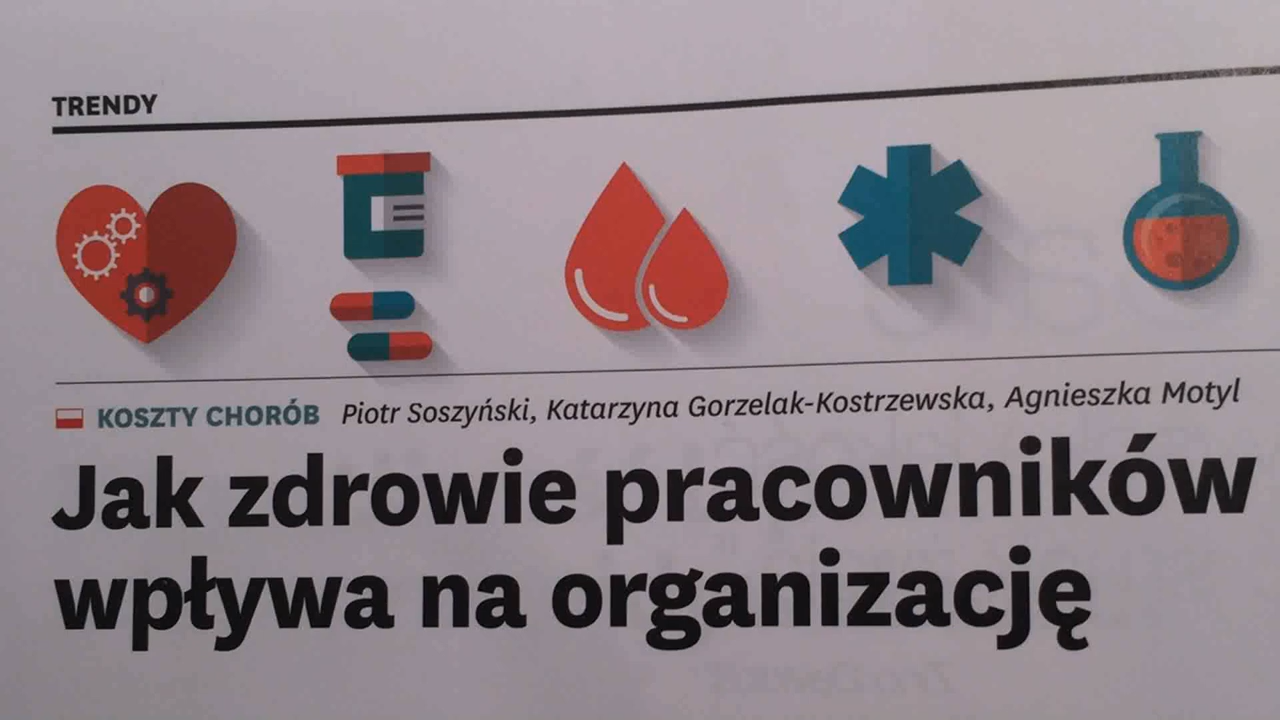 TRENDY
KOSZTY CHORÓB Piotr Soszyński, Katarzyna Gorzelak-Kostrzewska, Agnieszka Motyl
Jak zdrowie pracowników
wpływa na organizację